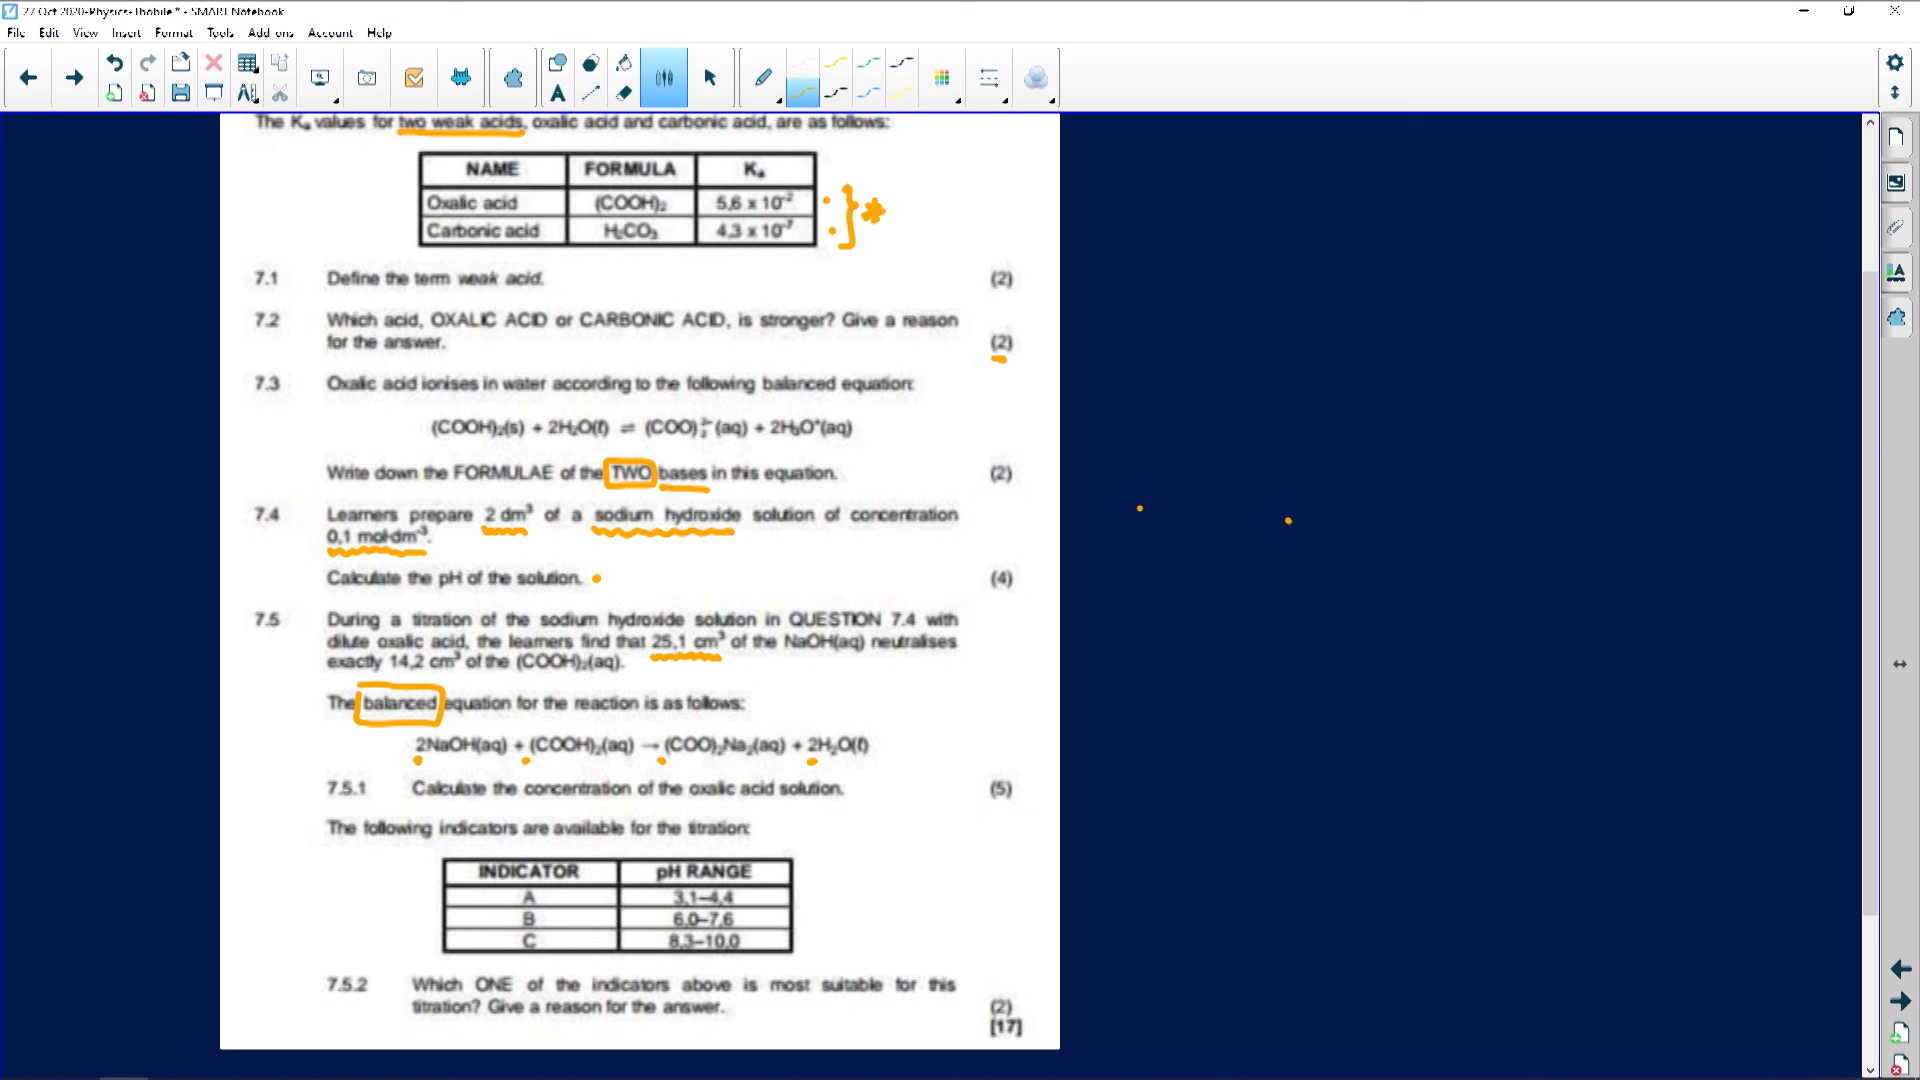 27 Oct 2020+Physics+Thobile * - SMART Notebook
File Edit View Insert Format Tools Add-ons Account Help
The Kₐ values for two weak acids, oxalic acid and carbonic acid, are as follows:
NAME FORMULA Kₐ
Oxalic acid (COOH)₂ 5,6 x 10⁻²
Carbonic acid H₂CO₃ 4,3 x 10⁻⁷
7.1 Define the term weak acid. (2)
7.2 Which acid, OXALIC ACID or CARBONIC ACID, is stronger? Give a reason
for the answer. (2)
7.3 Oxalic acid ionises in water according to the following balanced equation:
(COOH)₂(s) + 2H₂O(ℓ) ⇌ (COO)₂²⁻(aq) + 2H₃O⁺(aq)
Write down the FORMULAE of the TWO bases in this equation. (2)
7.4 Learners prepare 2 dm³ of a sodium hydroxide solution of concentration
0,1 mol·dm⁻³.
Calculate the pH of the solution. (4)
7.5 During a titration of the sodium hydroxide solution in QUESTION 7.4 with
dilute oxalic acid, the learners find that 25,1 cm³ of the NaOH(aq) neutralises
exactly 14,2 cm³ of the (COOH)₂(aq).
The balanced equation for the reaction is as follows:
2NaOH(aq) + (COOH)₂(aq) → (COO)₂Na₂(aq) + 2H₂O(ℓ)
7.5.1 Calculate the concentration of the oxalic acid solution. (5)
The following indicators are available for the titration:
INDICATOR pH RANGE
A 3,1–4,4
B 6,0–7,6
C 8,3–10,0
7.5.2 Which ONE of the indicators above is most suitable for this
titration? Give a reason for the answer. (2)
[17]